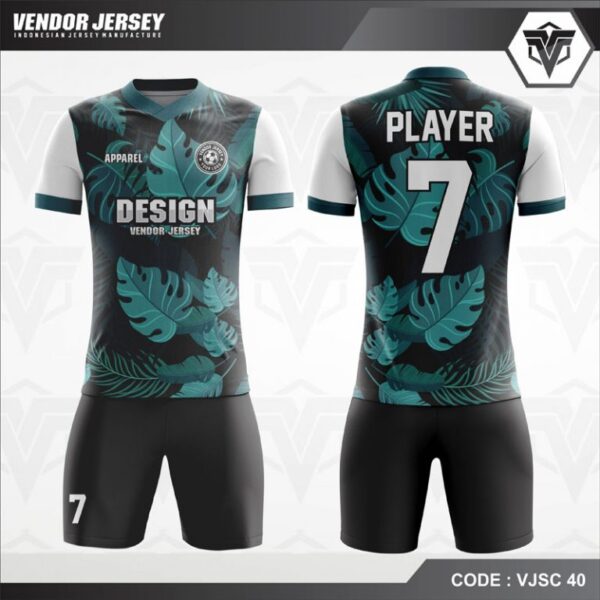 VENDOR JERSEY
INDONESIAN JERSEY MANUFACTURE
APPAREL
DESIGN
VENDOR JERSEY
7
PLAYER
7
CODE : VJSC 40